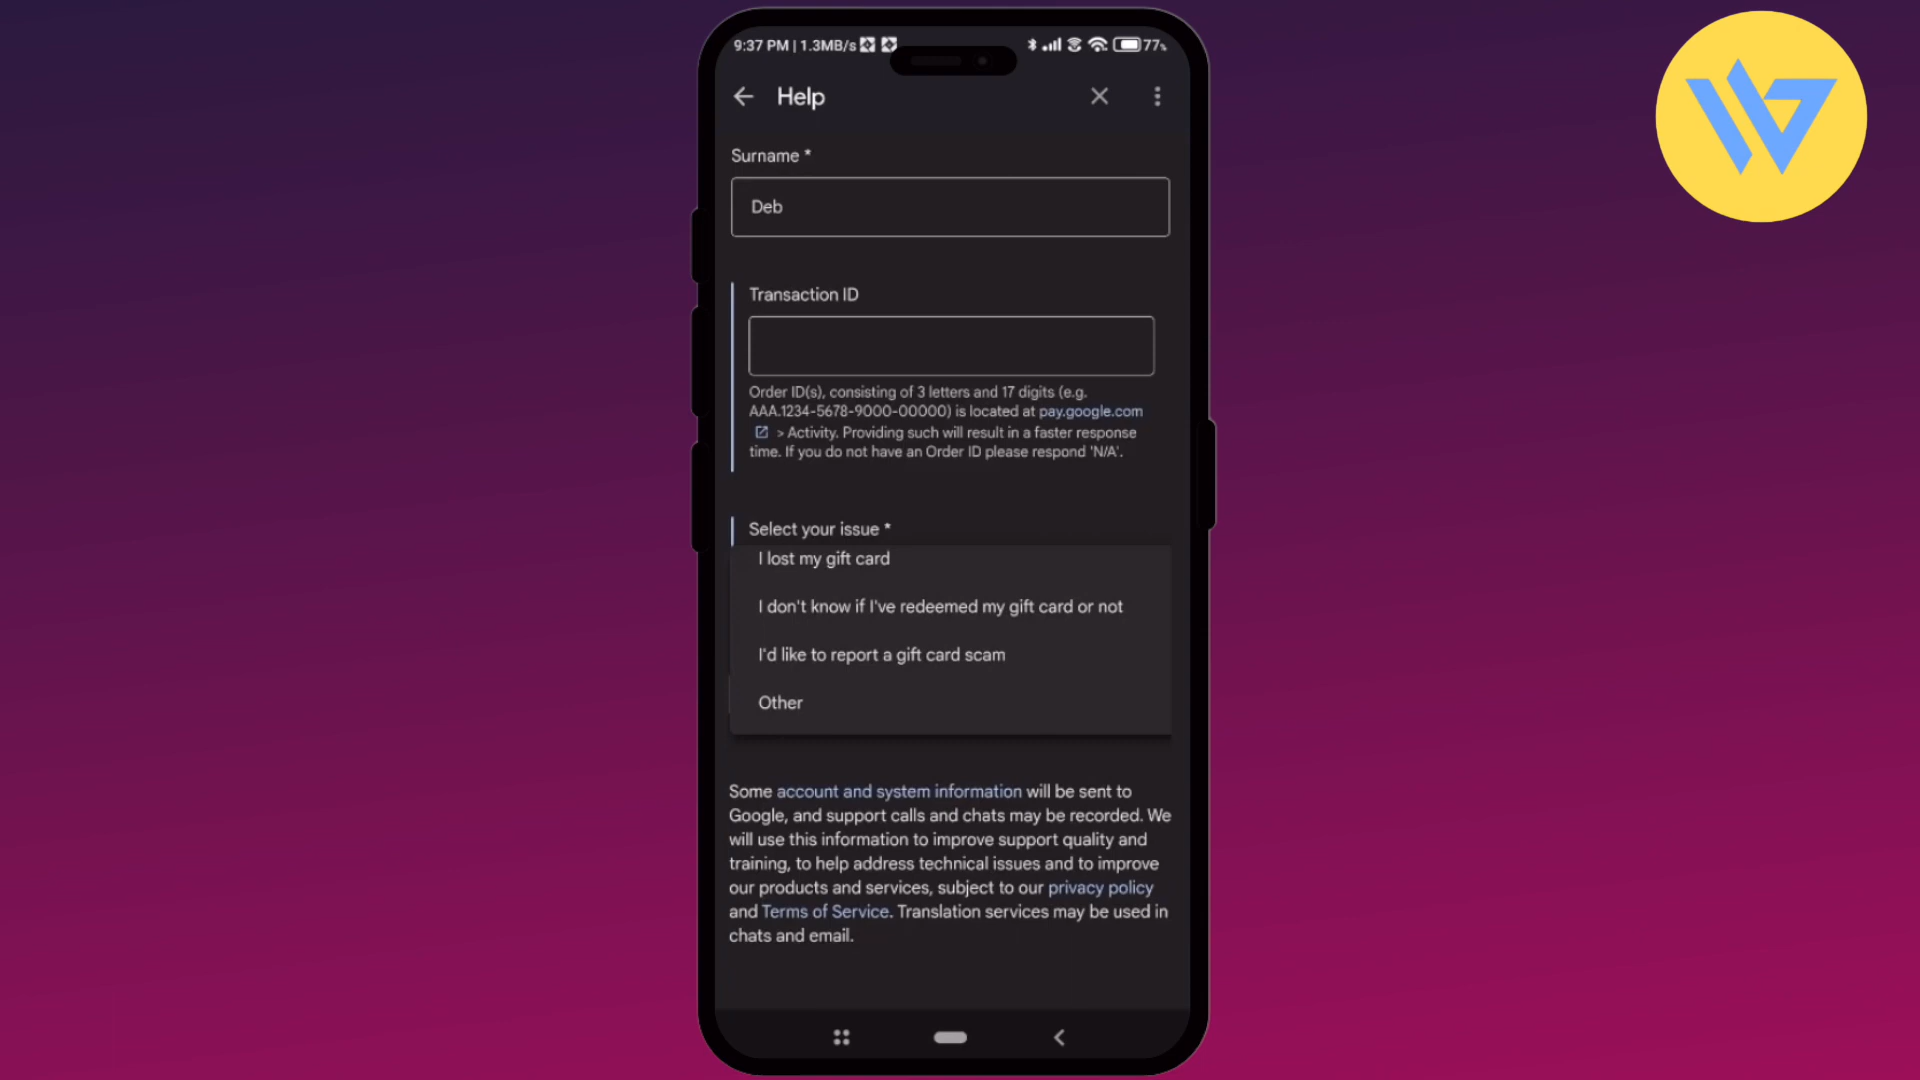 9:37 PM | 1.3MB/s
77%
Help
Surname *
Deb
Transaction ID
Order ID(s), consisting of 3 letters and 17 digits (e.g.
AAA.1234-5678-9000-00000) is located at pay.google.com
> Activity. Providing such will result in a faster response
time. If you do not have an Order ID please respond 'N/A'.
Select your issue *
I lost my gift card
I don't know if I've redeemed my gift card or not
I'd like to report a gift card scam
Other
Some account and system information will be sent to
Google, and support calls and chats may be recorded. We
will use this information to improve support quality and
training, to help address technical issues and to improve
our products and services, subject to our privacy policy
and Terms of Service. Translation services may be used in
chats and email.